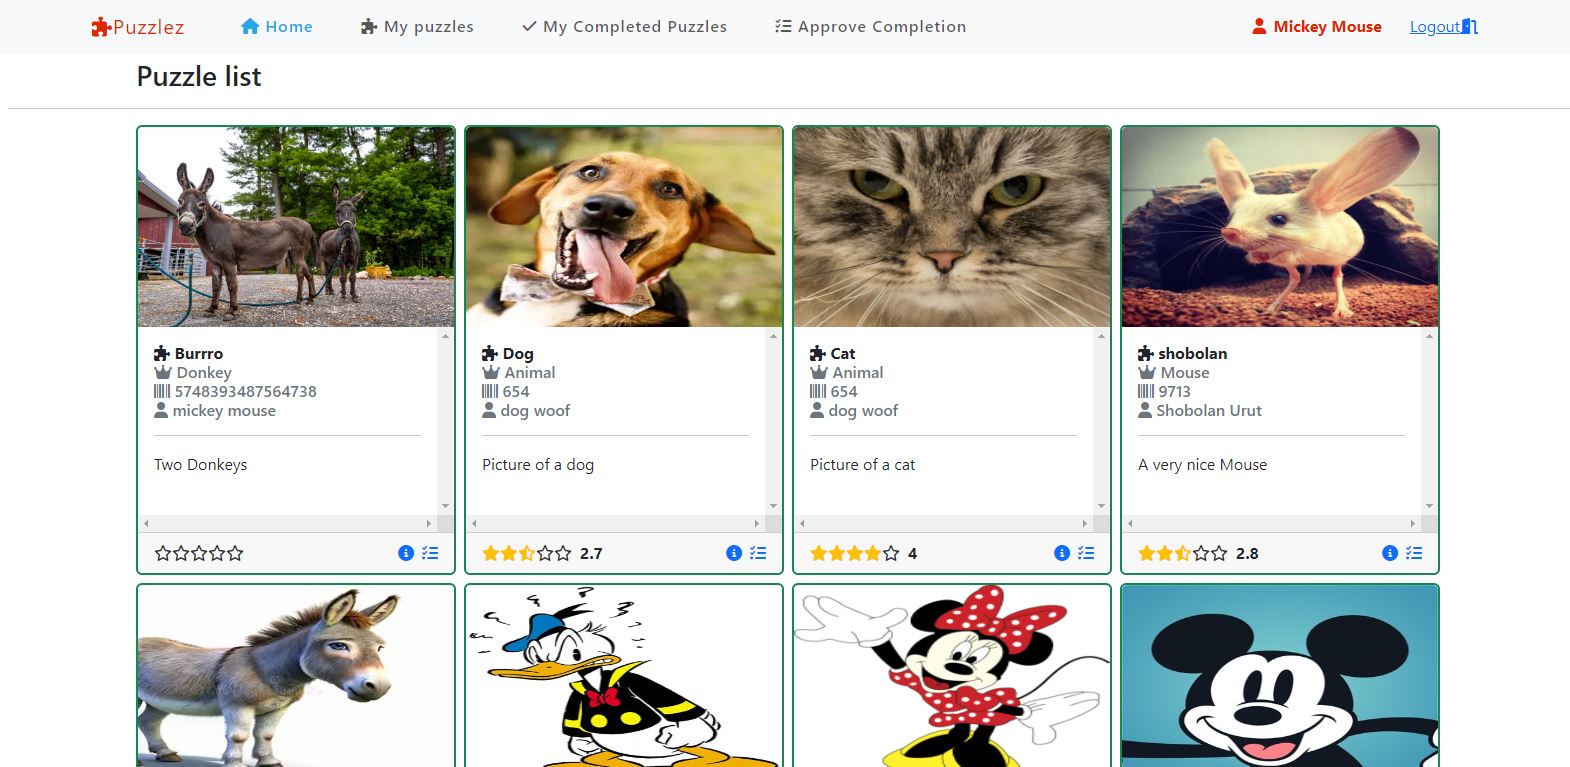 Puzzlez Home My puzzles My Completed Puzzles Approve Completion Mickey Mouse Logout
Puzzle list
Burrro
Donkey
5748393487564738
mickey mouse
Two Donkeys
Dog
Animal
654
dog woof
Picture of a dog
2.7
Cat
Animal
654
dog woof
Picture of a cat
4
shobolan
Mouse
9713
Shobolan Urut
A very nice Mouse
2.8